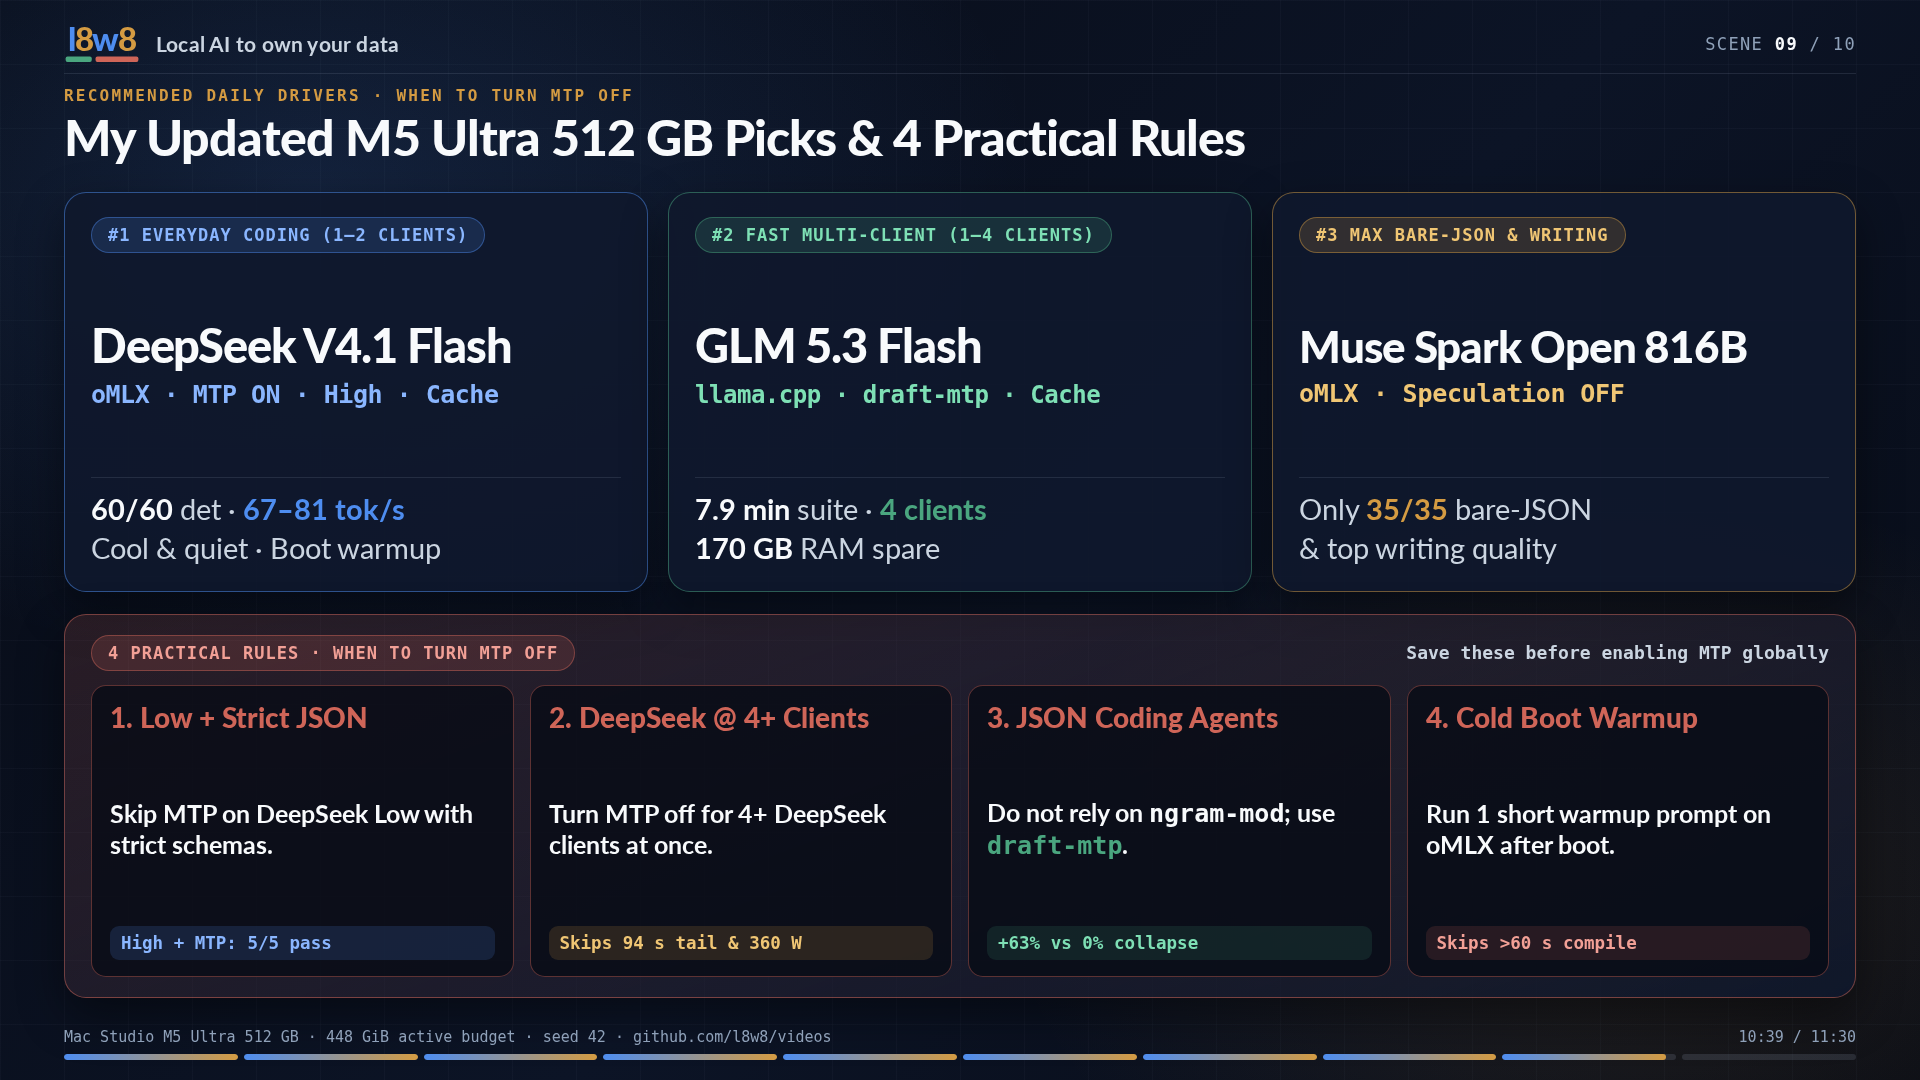 l8w8 Local AI to own your data
SCENE 09 / 10
RECOMMENDED DAILY DRIVERS · WHEN TO TURN MTP OFF
My Updated M5 Ultra 512 GB Picks & 4 Practical Rules
#1 EVERYDAY CODING (1–2 CLIENTS)
DeepSeek V4.1 Flash
oMLX · MTP ON · High · Cache
60/60 det · 67–81 tok/s
Cool & quiet · Boot warmup
#2 FAST MULTI-CLIENT (1–4 CLIENTS)
GLM 5.3 Flash
llama.cpp · draft-mtp · Cache
7.9 min suite · 4 clients
170 GB RAM spare
#3 MAX BARE-JSON & WRITING
Muse Spark Open 816B
oMLX · Speculation OFF
Only 35/35 bare-JSON
& top writing quality
4 PRACTICAL RULES · WHEN TO TURN MTP OFF
Save these before enabling MTP globally
1. Low + Strict JSON
Skip MTP on DeepSeek Low with
strict schemas.
High + MTP: 5/5 pass
2. DeepSeek @ 4+ Clients
Turn MTP off for 4+ DeepSeek
clients at once.
Skips 94 s tail & 360 W
3. JSON Coding Agents
Do not rely on ngram-mod; use
draft-mtp.
+63% vs 0% collapse
4. Cold Boot Warmup
Run 1 short warmup prompt on
oMLX after boot.
Skips >60 s compile
Mac Studio M5 Ultra 512 GB · 448 GiB active budget · seed 42 · github.com/l8w8/videos
10:39 / 11:30